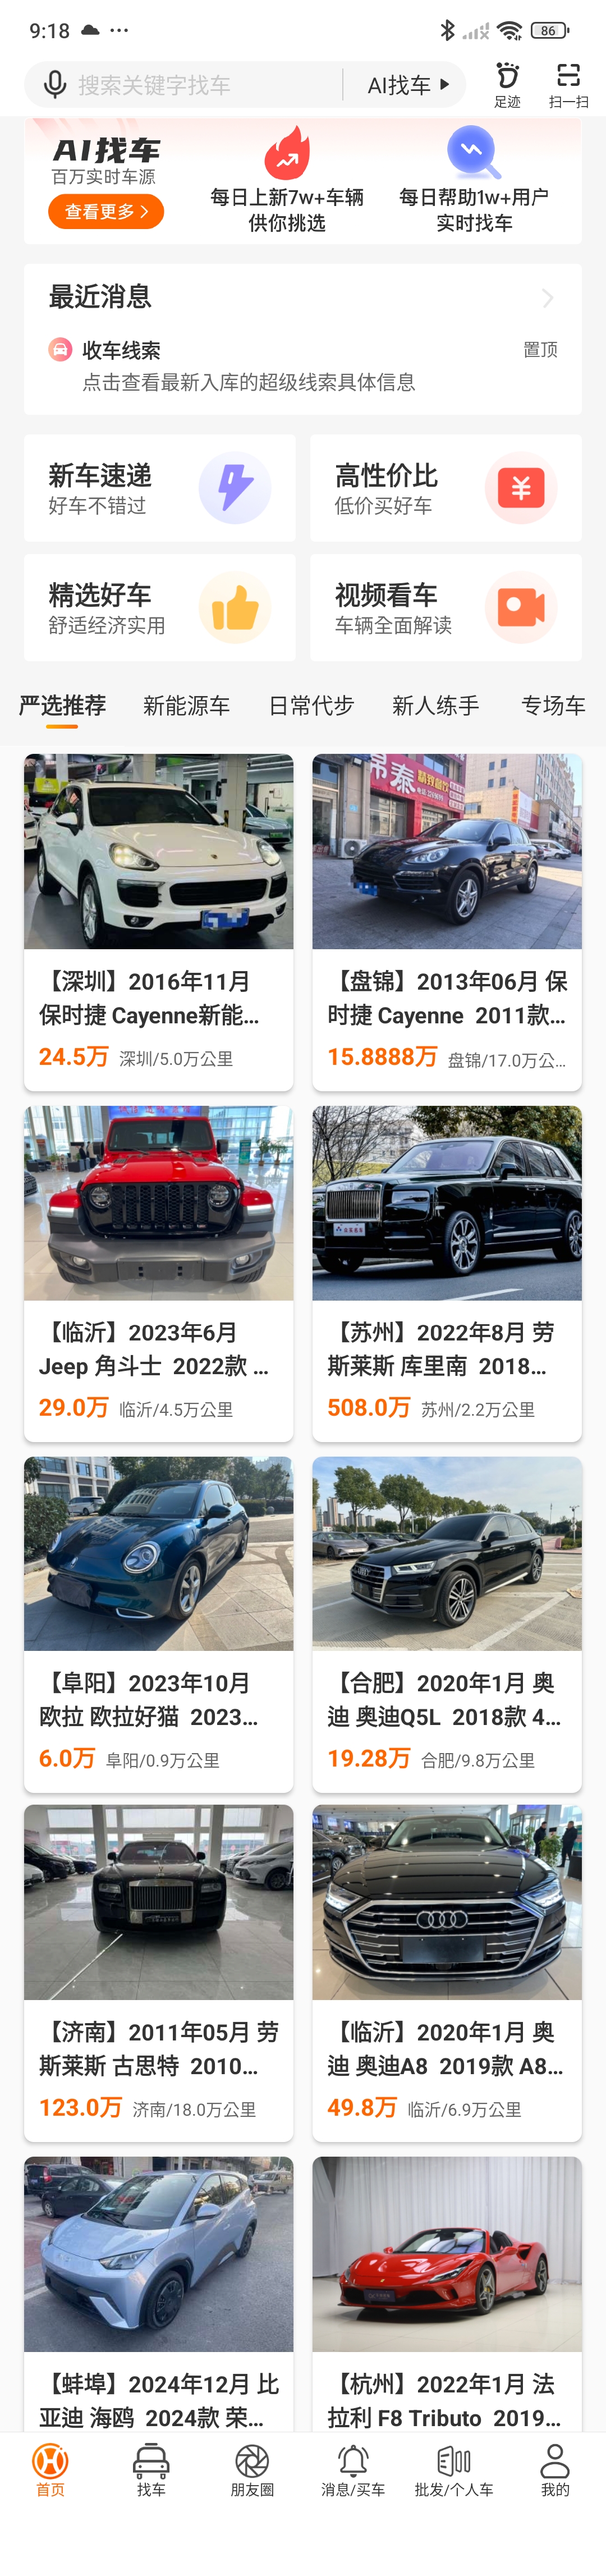 9:18
86
搜索关键字找车
AI找车
足迹
扫一扫
AI找车
百万实时车源
查看更多
每日上新7w+车辆
供你挑选
每日帮助1w+用户
实时找车
最近消息
收车线索
置顶
点击查看最新入库的超级线索具体信息
新车速递
好车不错过
高性价比
低价买好车
精选好车
舒适经济实用
视频看车
车辆全面解读
严选推荐 新能源车 日常代步 新人练手 专场车
【深圳】2016年11月
保时捷 Cayenne新能...
24.5万 深圳/5.0万公里
【盘锦】2013年06月 保
时捷 Cayenne 2011款...
15.8888万 盘锦/17.0万公...
【临沂】2023年6月
Jeep 角斗士 2022款 ...
29.0万 临沂/4.5万公里
【苏州】2022年8月 劳
斯莱斯 库里南 2018...
508.0万 苏州/2.2万公里
【阜阳】2023年10月
欧拉 欧拉好猫 2023...
6.0万 阜阳/0.9万公里
【合肥】2020年1月 奥
迪 奥迪Q5L 2018款 4...
19.28万 合肥/9.8万公里
【济南】2011年05月 劳
斯莱斯 古思特 2010...
123.0万 济南/18.0万公里
【临沂】2020年1月 奥
迪 奥迪A8 2019款 A8...
49.8万 临沂/6.9万公里
【蚌埠】2024年12月 比
亚迪 海鸥 2024款 荣...
【杭州】2022年1月 法
拉利 F8 Tributo 2019...
首页
找车
朋友圈
消息/买车
批发/个人车
我的